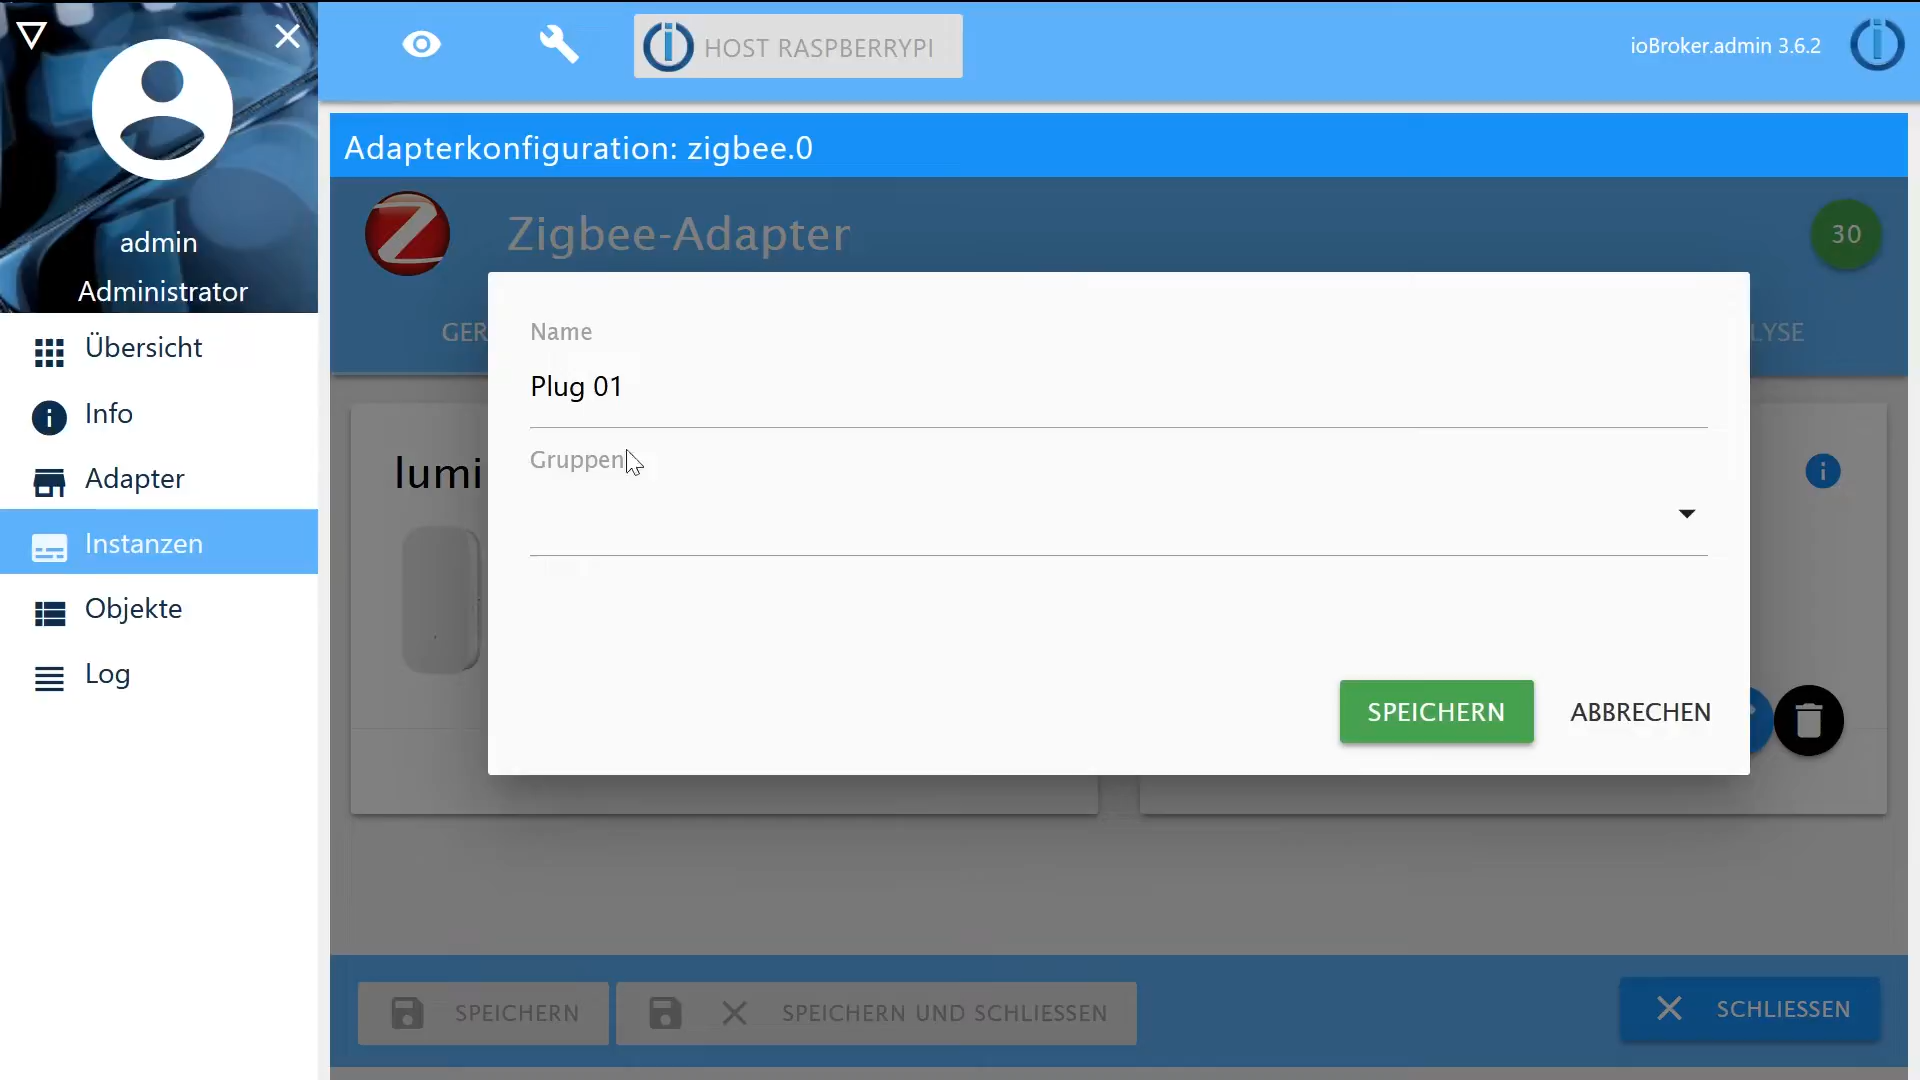 HOST RASPBERRYPI
ioBroker.admin 3.6.2
admin
Administrator
Übersicht
Info
Adapter
Instanzen
Objekte
Log
Adapterkonfiguration: zigbee.0
Zigbee-Adapter
30
GER
LYSE
lumi
Name
Plug 01
Gruppen
SPEICHERN
ABBRECHEN
SPEICHERN
SPEICHERN UND SCHLIESSEN
SCHLIESSEN